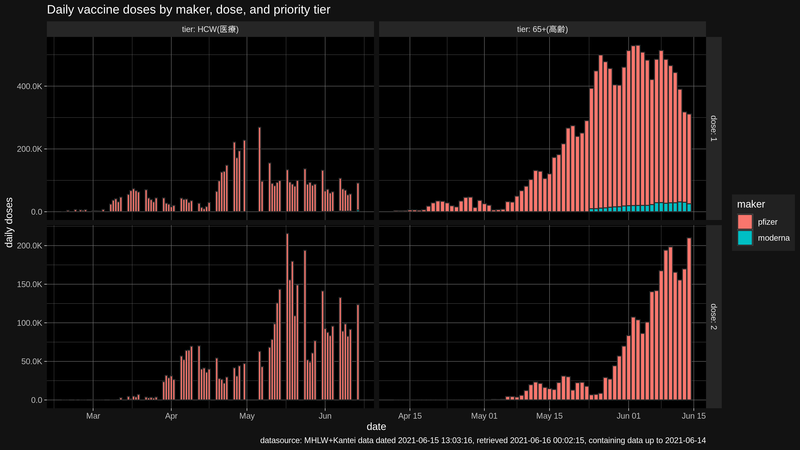 Daily vaccine doses by maker, dose, and priority tier
tier: HCW(医療)
tier: 65+(高齢)
400.0K
200.0K
0.0
dose: 1
200.0K
150.0K
100.0K
50.0K
0.0
dose: 2
daily doses
Mar
Apr
May
Jun
Apr 15
May 01
May 15
Jun 01
Jun 15
date
maker
pfizer
moderna
datasource: MHLW+Kantei data dated 2021-06-15 13:03:16, retrieved 2021-06-16 00:02:15, containing data up to 2021-06-14